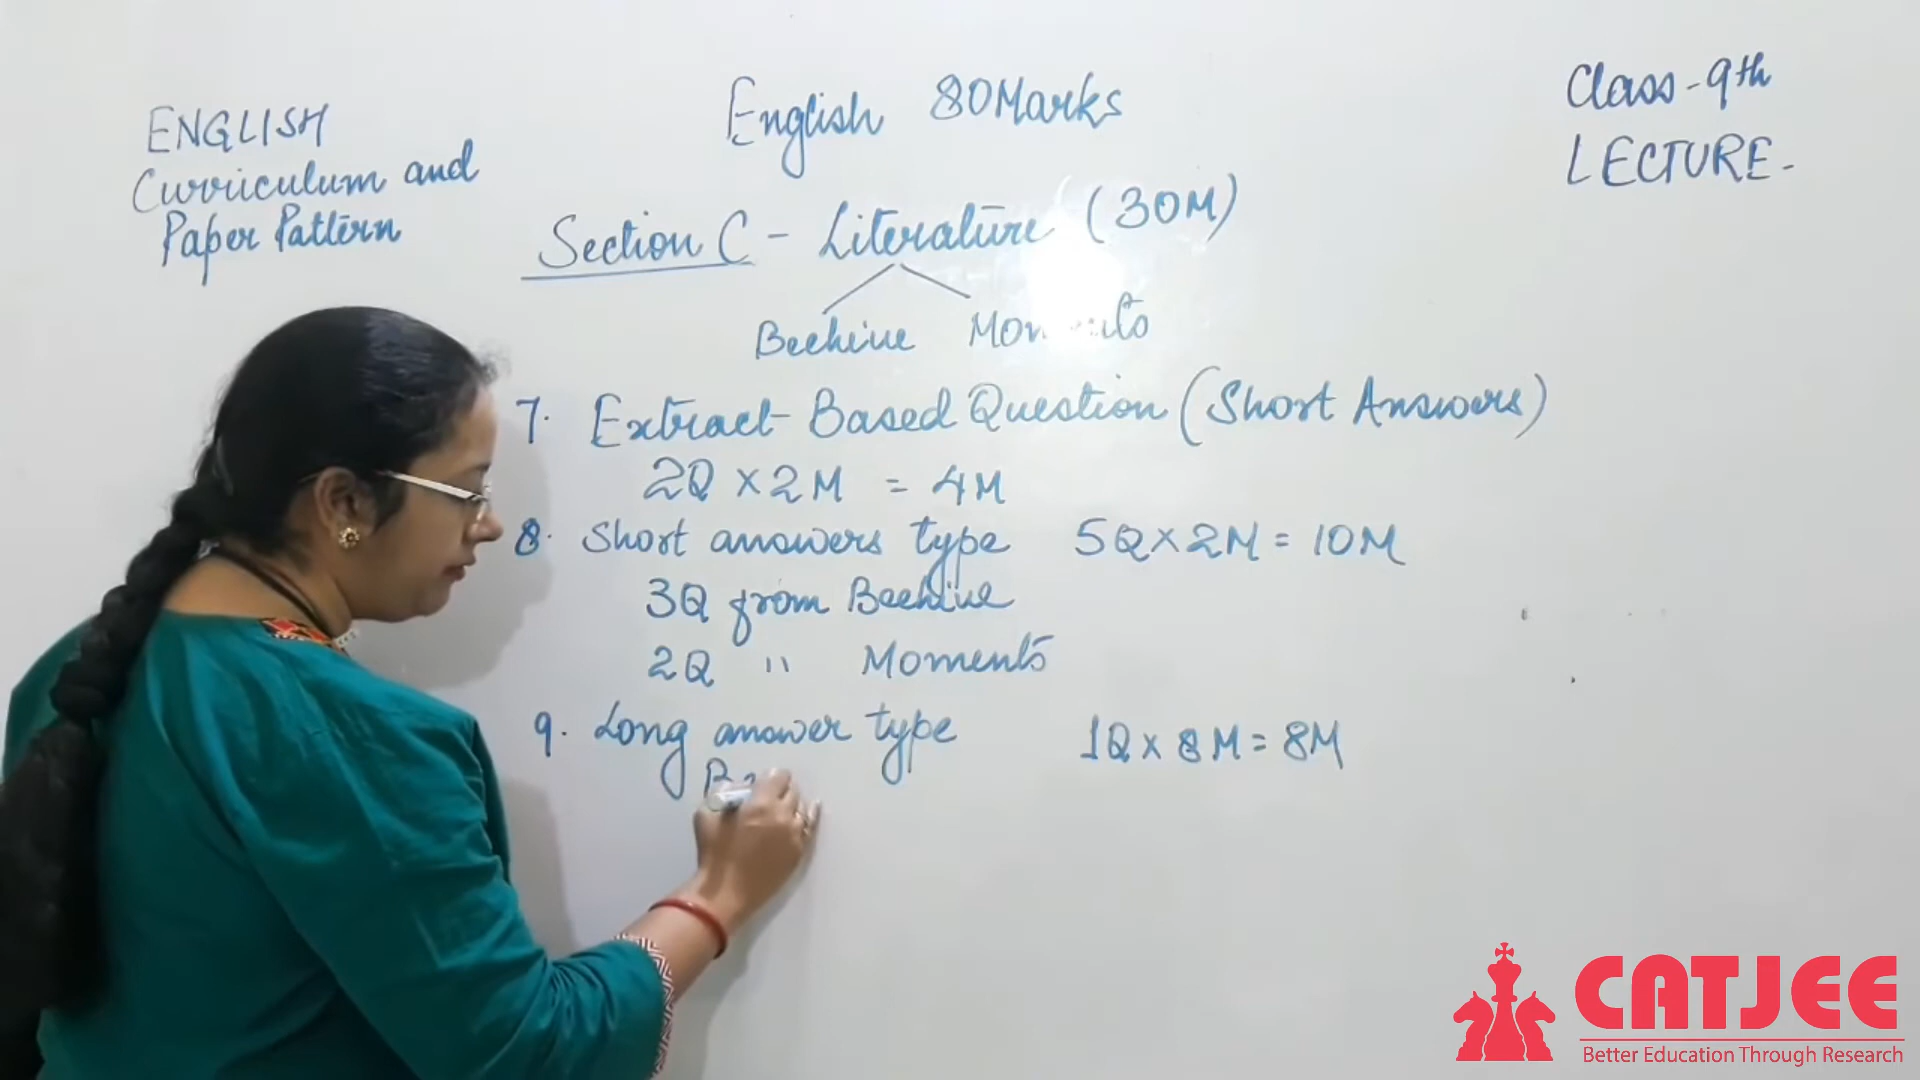 ENGLISH
Curriculum and
Paper Pattern
English 80Marks
Class-9th
LECTURE-
Section C - Literature (30M)
Beehive Moments
7. Extract Based Question (Short Answers)
2Q × 2M = 4M
8. Short answers type 5Q × 2M = 10M
3Q from Beehive
2Q " Moments
9. Long answer type 1Q × 8M = 8M
CATJEE
Better Education Through Research